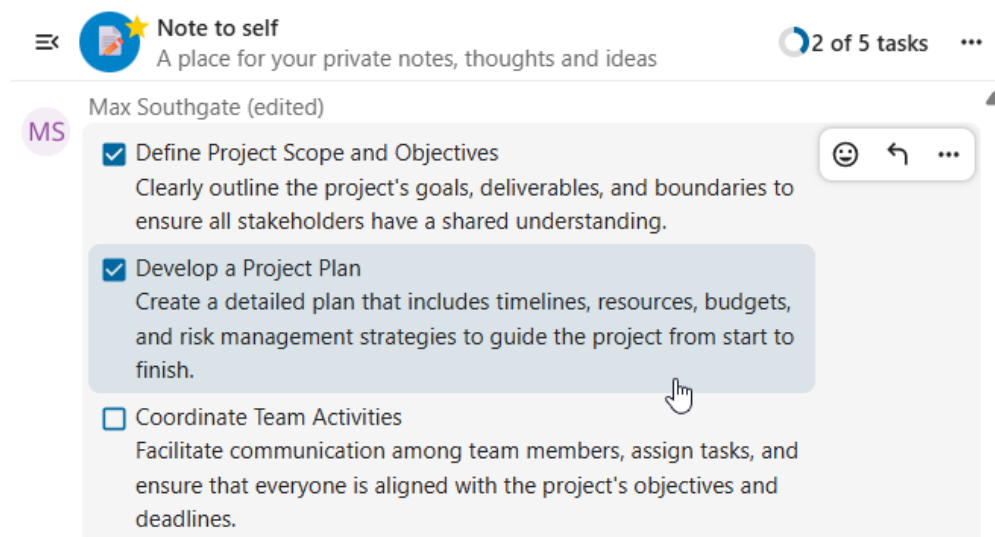 Note to self
A place for your private notes, thoughts and ideas
2 of 5 tasks
MS
Max Southgate (edited)
Define Project Scope and Objectives
Clearly outline the project's goals, deliverables, and boundaries to
ensure all stakeholders have a shared understanding.
Develop a Project Plan
Create a detailed plan that includes timelines, resources, budgets,
and risk management strategies to guide the project from start to
finish.
Coordinate Team Activities
Facilitate communication among team members, assign tasks, and
ensure that everyone is aligned with the project's objectives and
deadlines.